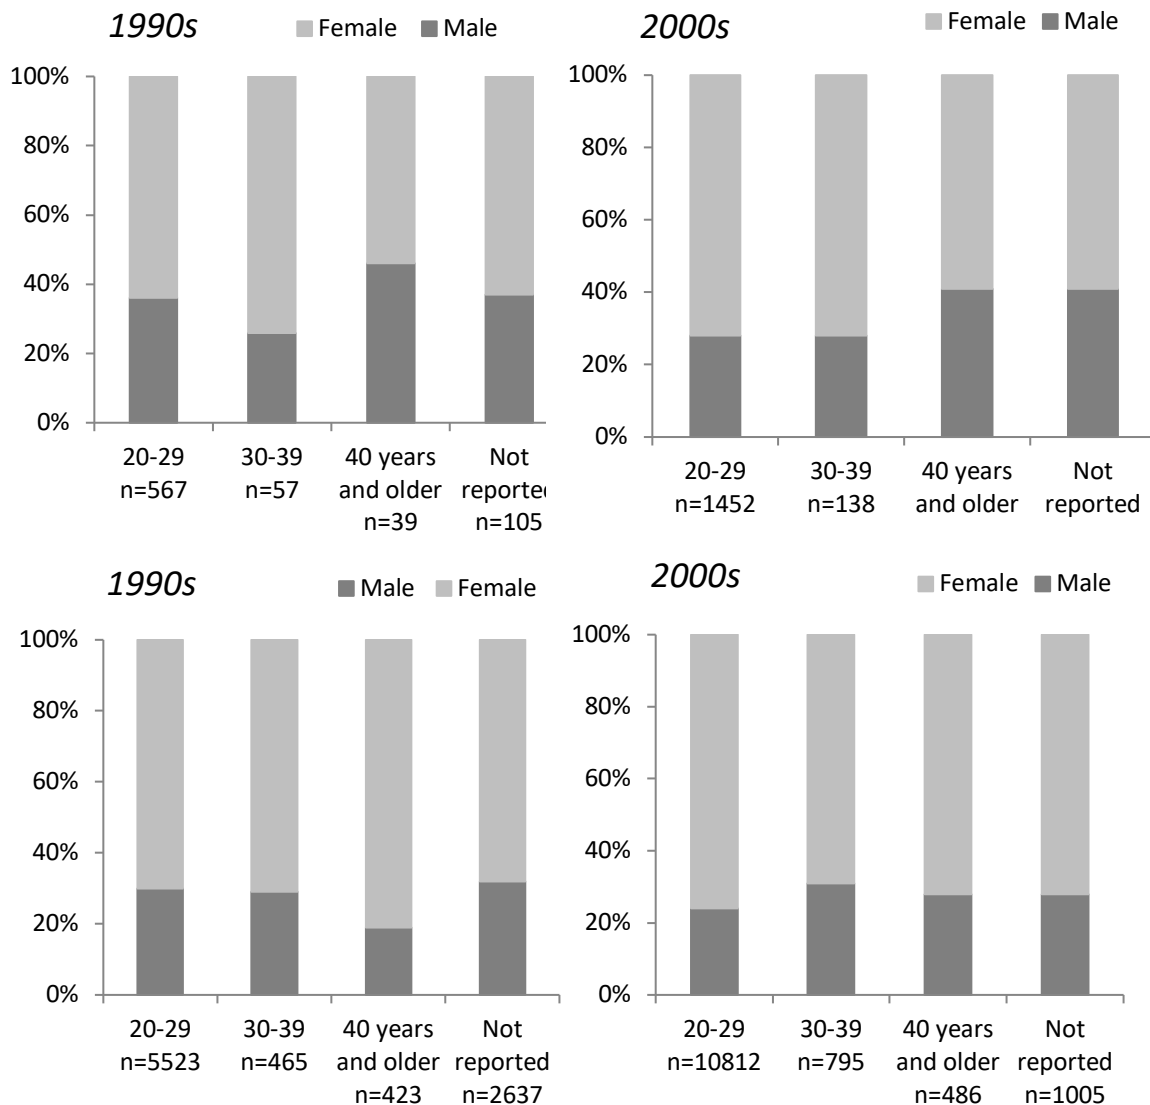 1990s
Female Male
100%
80%
60%
40%
20%
0%
20-29 30-39 40 years Not
n=567 n=57 and older reporte
n=39 n=105
2000s
Female Male
100%
80%
60%
40%
20%
0%
20-29 30-39 40 years Not
n=1452 n=138 and older reported
1990s
Male Female
100%
80%
60%
40%
20%
0%
20-29 30-39 40 years Not
n=5523 n=465 and older reported
n=423 n=2637
2000s
Female Male
100%
80%
60%
40%
20%
0%
20-29 30-39 40 years Not
n=10812 n=795 and older reported
n=486 n=1005